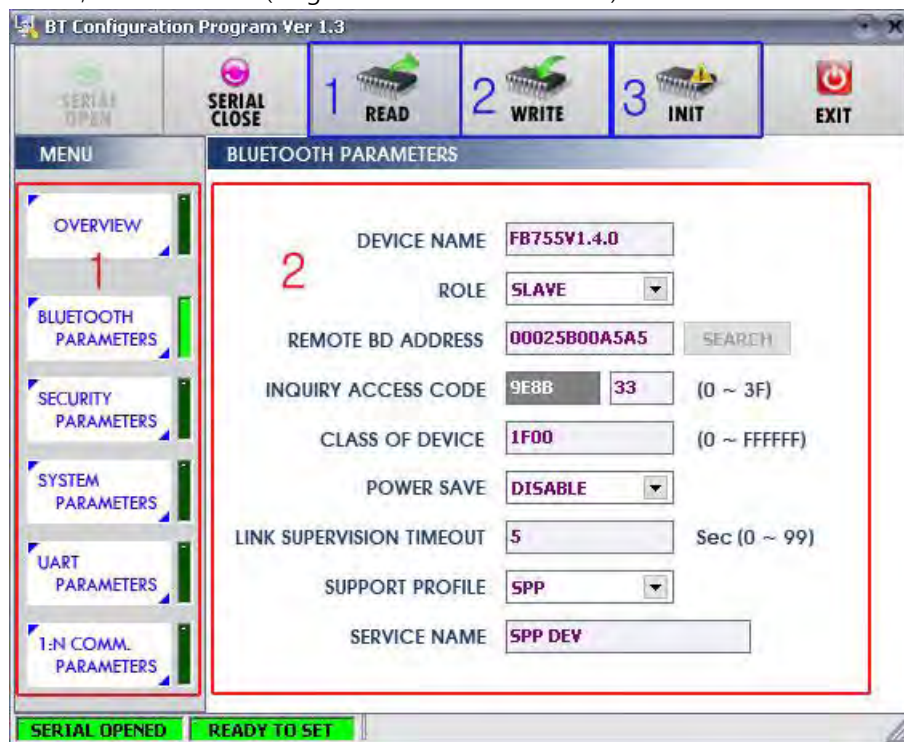 BT Configuration Program Ver 1.3
SERIAL OPEN
SERIAL CLOSE
1 READ
2 WRITE
3 INIT
EXIT
MENU
BLUETOOTH PARAMETERS
OVERVIEW
1
BLUETOOTH
PARAMETERS
SECURITY
PARAMETERS
SYSTEM
PARAMETERS
UART
PARAMETERS
1:N COMM.
PARAMETERS
2
DEVICE NAME FB755V1.4.0
ROLE SLAVE
REMOTE BD ADDRESS 00025B00A5A5 SEARCH
INQUIRY ACCESS CODE 9E8B 33 (0 ~ 3F)
CLASS OF DEVICE 1F00 (0 ~ FFFFFF)
POWER SAVE DISABLE
LINK SUPERVISION TIMEOUT 5 Sec (0 ~ 99)
SUPPORT PROFILE SPP
SERVICE NAME SPP DEV
SERIAL OPENED READY TO SET